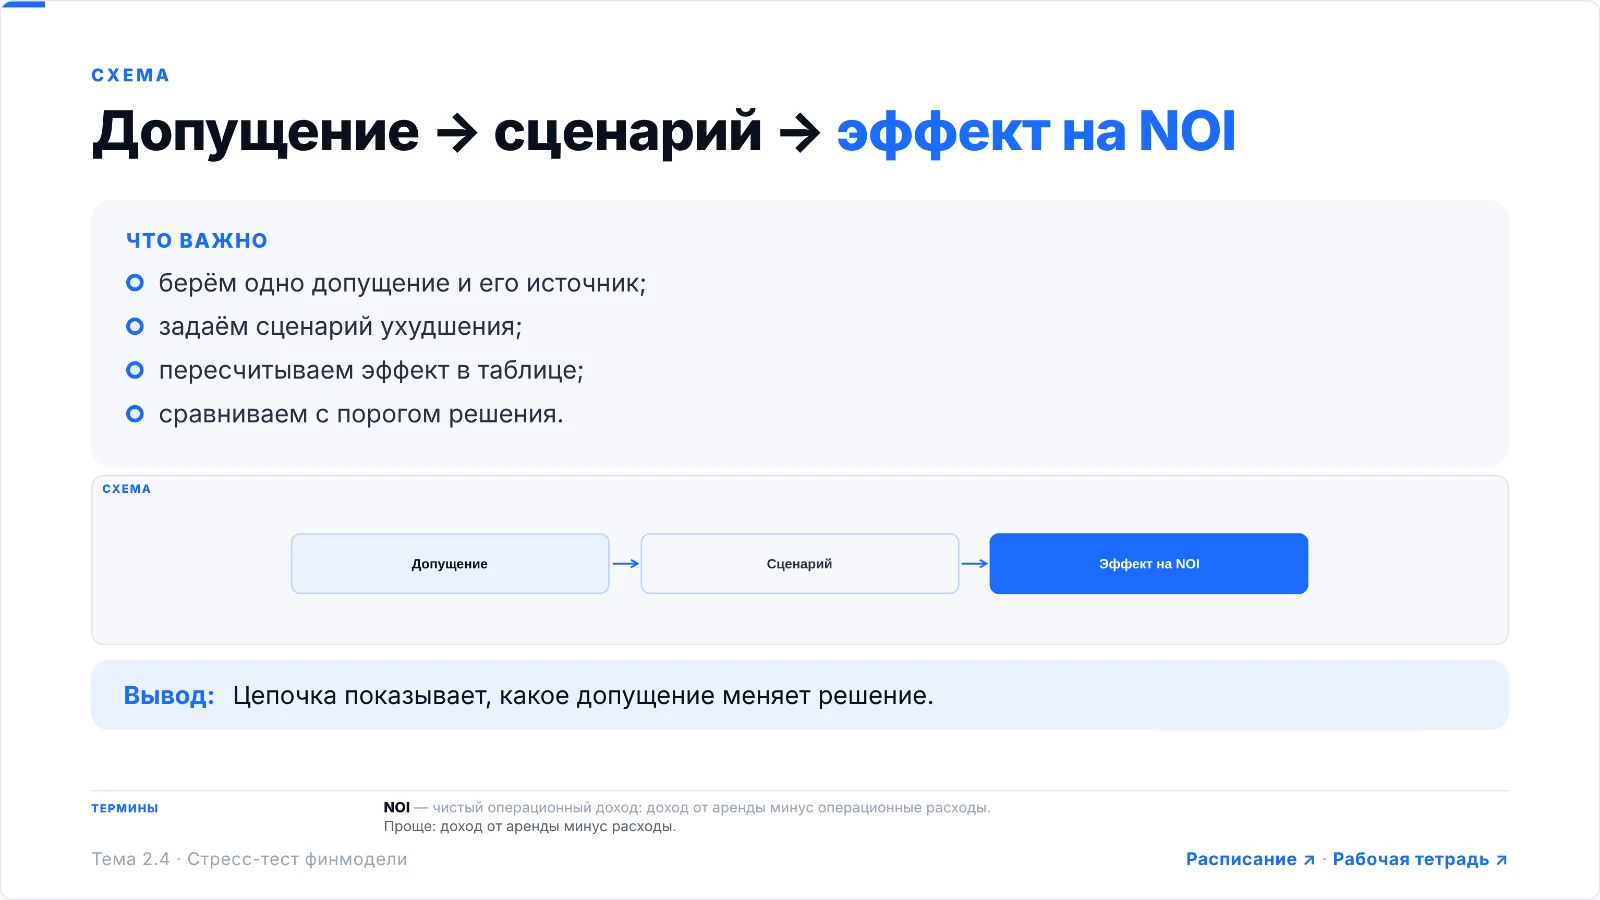 СХЕМА
Допущение → сценарий → эффект на NOI
ЧТО ВАЖНО
берём одно допущение и его источник;
задаём сценарий ухудшения;
пересчитываем эффект в таблице;
сравниваем с порогом решения.
СХЕМА
Допущение → Сценарий → Эффект на NOI
Вывод: Цепочка показывает, какое допущение меняет решение.
ТЕРМИНЫ NOI — чистый операционный доход: доход от аренды минус операционные расходы.
Проще: доход от аренды минус расходы.
Тема 2.4 · Стресс-тест финмодели Расписание ↗ · Рабочая тетрадь ↗